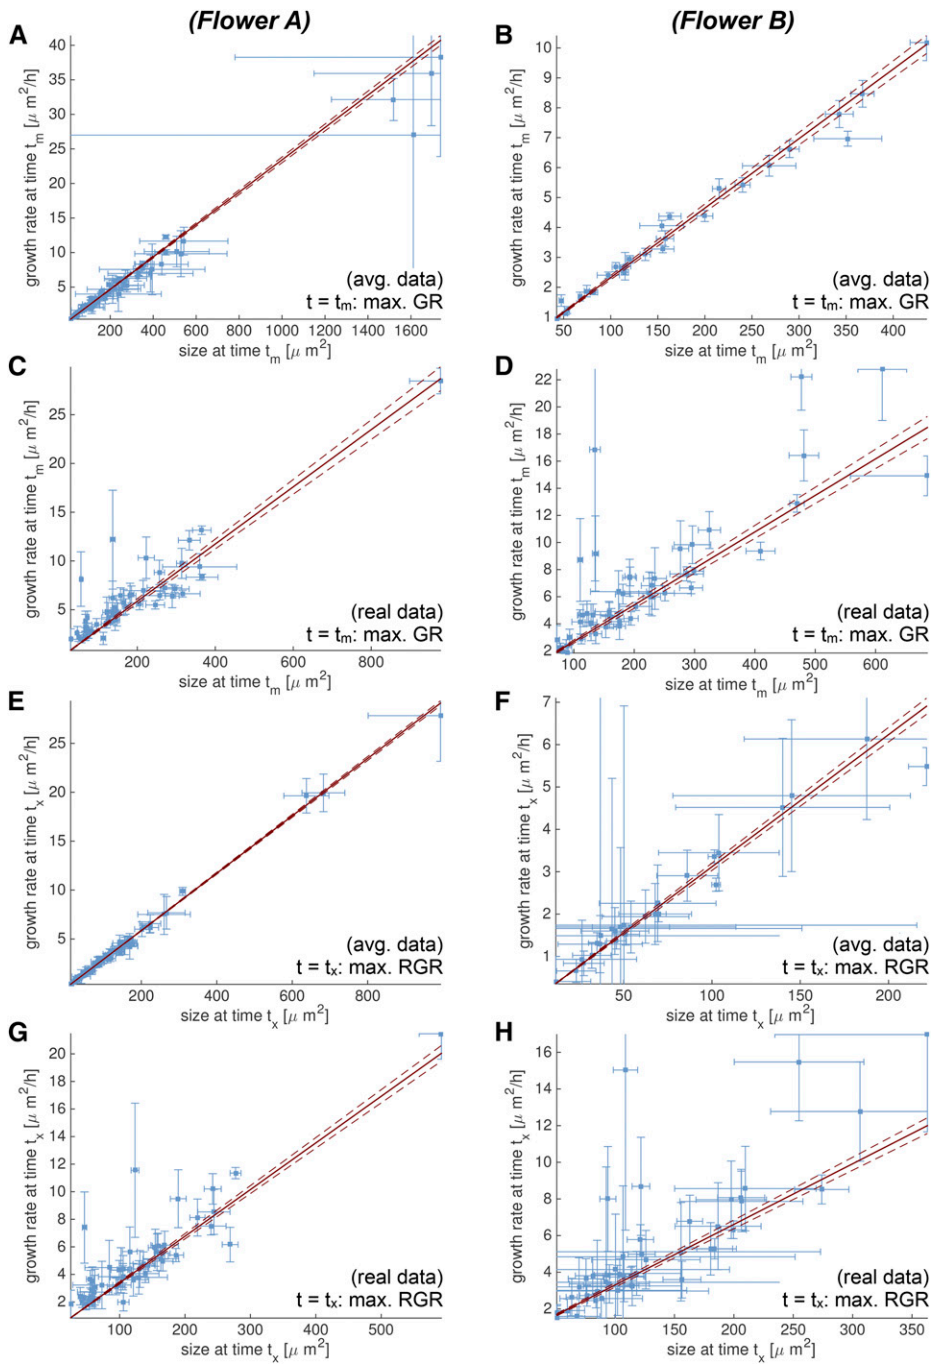 (Flower A)
(Flower B)
A
growth rate at time t_m [μ m²/h]
40
35
30
25
20
15
10
5
200 400 600 800 1000 1200 1400 1600
size at time t_m [μ m²]
(avg. data)
t = t_m: max. GR
B
growth rate at time t_m [μ m²/h]
10
9
8
7
6
5
4
3
2
1
50 100 150 200 250 300 350 400
size at time t_m [μ m²]
(avg. data)
t = t_m: max. GR
C
growth rate at time t_m [μ m²/h]
25
20
15
10
5
200 400 600 800
size at time t_m [μ m²]
(real data)
t = t_m: max. GR
D
growth rate at time t_m [μ m²/h]
22
20
18
16
14
12
10
8
6
4
2
100 200 300 400 500 600
size at time t_m [μ m²]
(real data)
t = t_m: max. GR
E
growth rate at time t_x [μ m²/h]
25
20
15
10
5
200 400 600 800
size at time t_x [μ m²]
(avg. data)
t = t_x: max. RGR
F
growth rate at time t_x [μ m²/h]
7
6
5
4
3
2
1
50 100 150 200
size at time t_x [μ m²]
(avg. data)
t = t_x: max. RGR
G
growth rate at time t_x [μ m²/h]
20
18
16
14
12
10
8
6
4
2
100 200 300 400 500
size at time t_x [μ m²]
(real data)
t = t_x: max. RGR
H
growth rate at time t_x [μ m²/h]
16
14
12
10
8
6
4
2
100 150 200 250 300 350
size at time t_x [μ m²]
(real data)
t = t_x: max. RGR